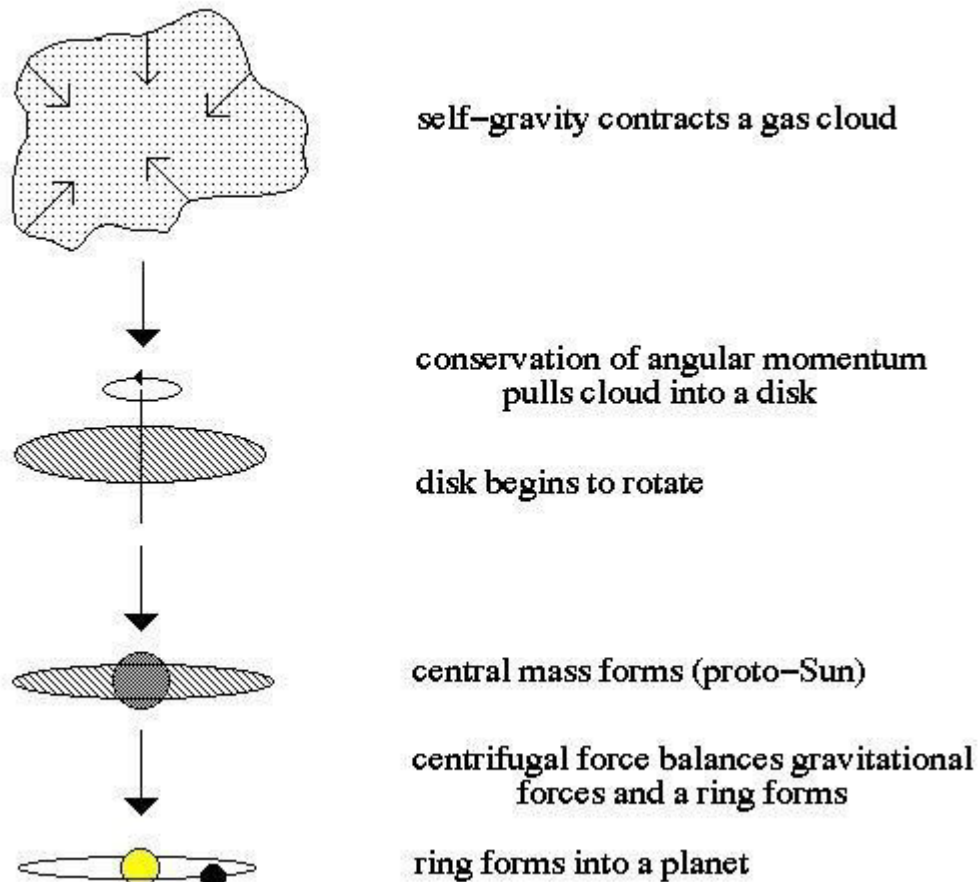 self-gravity contracts a gas cloud
conservation of angular momentum
pulls cloud into a disk
disk begins to rotate
central mass forms (proto-Sun)
centrifugal force balances gravitational
forces and a ring forms
ring forms into a planet